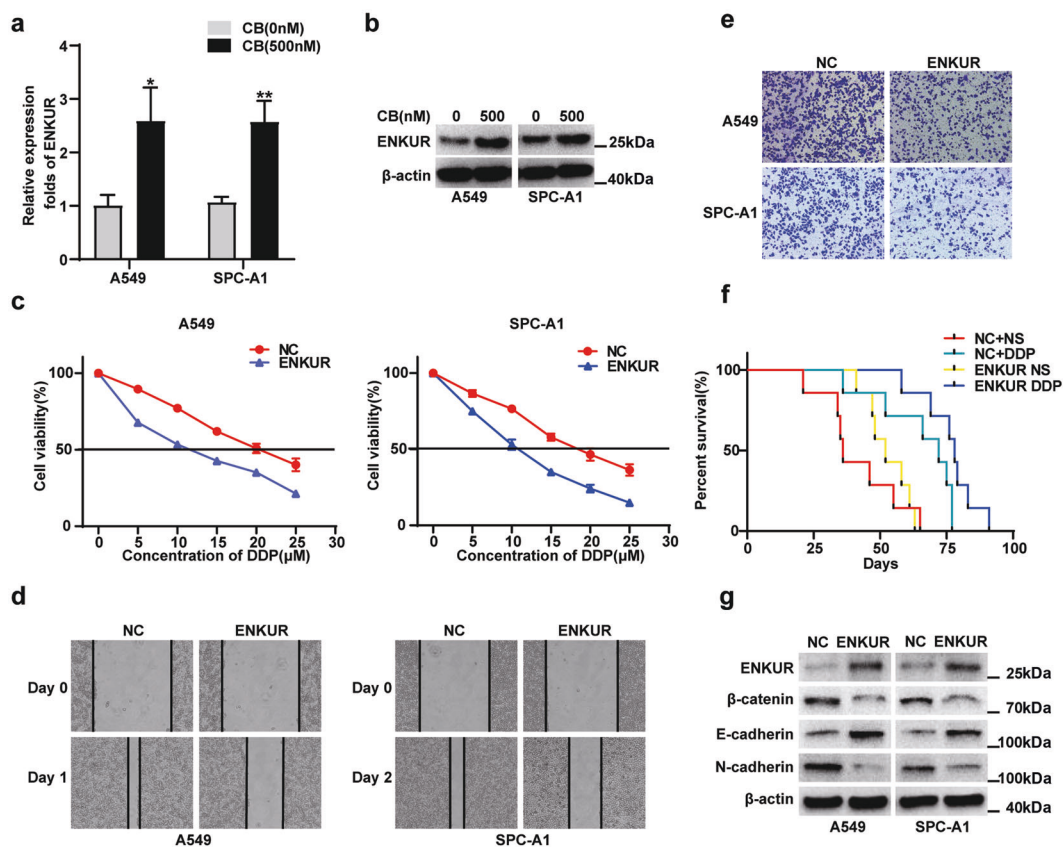 a
CB(0nM)
CB(500nM)
Relative expression
folds of ENKUR
4
3
2
1
0
*
**
A549
SPC-A1
b
CB(nM) 0 500 0 500
ENKUR
25kDa
β-actin
40kDa
A549 SPC-A1
c
A549
NC
ENKUR
Cell viability(%)
100
50
0
0 5 10 15 20 25 30
Concentration of DDP(μM)
SPC-A1
NC
ENKUR
Cell viability(%)
100
50
0
0 5 10 15 20 25 30
Concentration of DDP(μM)
d
NC ENKUR
Day 0
Day 1
A549
NC ENKUR
Day 0
Day 2
SPC-A1
e
NC ENKUR
A549
SPC-A1
f
NC+NS
NC+DDP
ENKUR NS
ENKUR DDP
Percent survival(%)
100
50
0
0 25 50 75 100
Days
g
NC ENKUR NC ENKUR
ENKUR
25kDa
β-catenin
70kDa
E-cadherin
100kDa
N-cadherin
100kDa
β-actin
40kDa
A549 SPC-A1